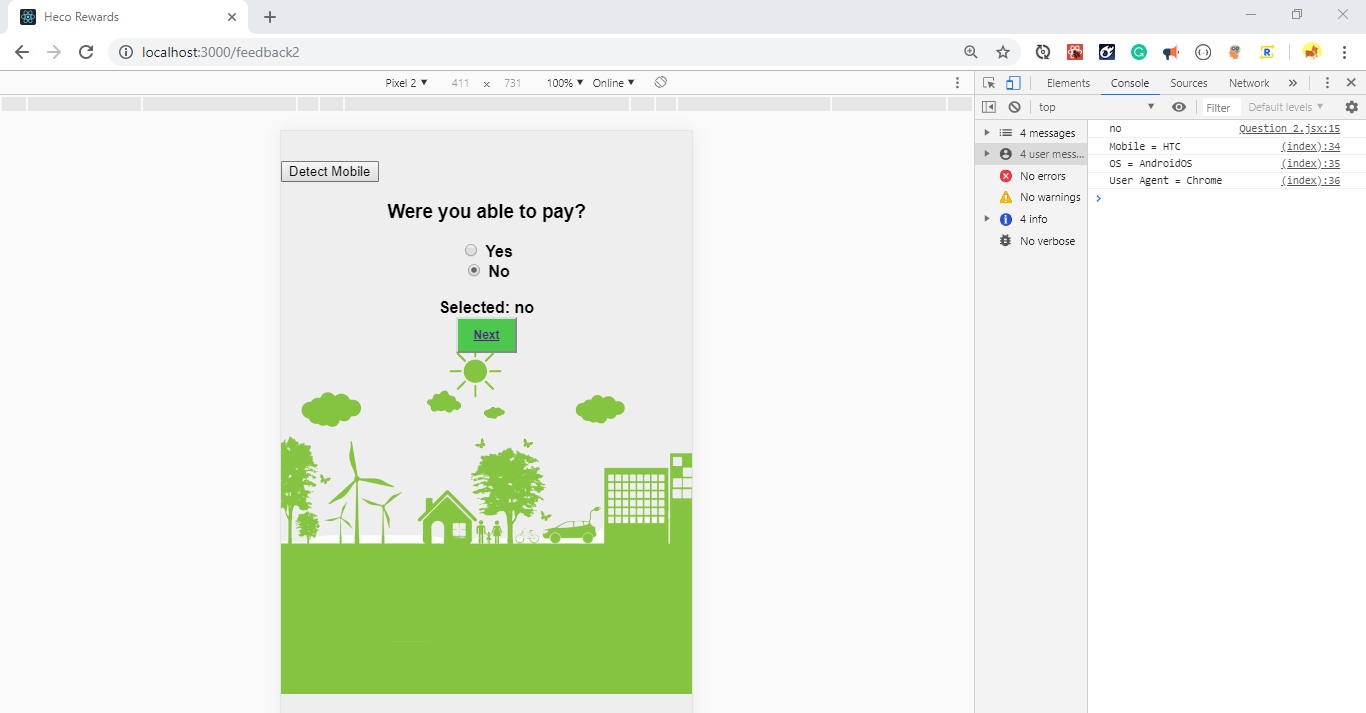 Heco Rewards
localhost:3000/feedback2
Pixel 2 ▼ 411 × 731 100% ▼ Online ▼
Elements Console Sources Network »
top ▼ Filter Default levels ▼
4 messages
4 user mess...
No errors
No warnings
4 info
No verbose
no Question 2.jsx:15
Mobile = HTC (index):34
OS = AndroidOS (index):35
User Agent = Chrome (index):36
>
Detect Mobile
Were you able to pay?
Yes
No
Selected: no
Next